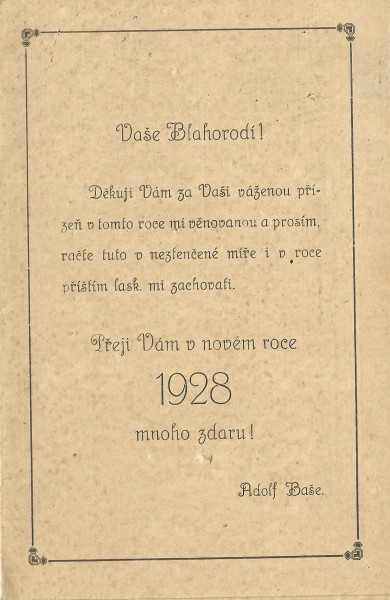 Vaše Blahorodí!
Děkuji Vám za Vaši váženou pří-
zeň v tomto roce mi věnovanou a prosím,
račte tuto v neztenčené míře i v roce
příštím lask. mi zachovati.
Přeji Vám v novém roce
1928
mnoho zdaru!
Adolf Baše.